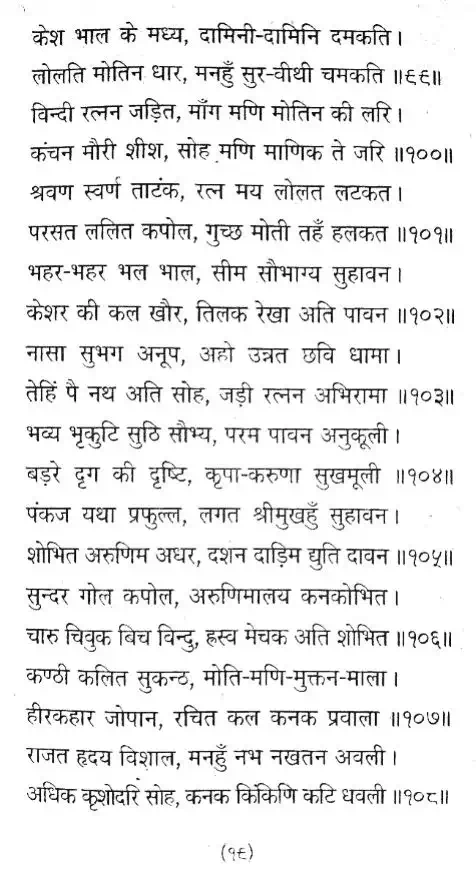 केश भाल के मध्य, दामिनी-दामिनि दमकति ।
लोलति मोतिन धार, मनहुँ सुर-वीथी चमकति ॥९९॥
विन्दी रत्नन जड़ित, माँग मणि मोतिन की लरि ।
कंचन मौरी शीश, सोह मणि माणिक ते जरि ॥१००॥
श्रवण स्वर्ण ताटंक, रत्न मय लोलत लटकत ।
परसत ललित कपोल, गुच्छ मोती तहँ हलकत ॥१०१॥
भहर-भहर भल भाल, सीम सौभाग्य सुहावन ।
केशर की कल खौर, तिलक रेखा अति पावन ॥१०२॥
नासा सुभग अनूप, अहो उन्नत छवि धामा ।
तेहिं पै नथ अति सोह, जड़ी रत्नन अभिरामा ॥१०३॥
भव्य भृकुटि सुठि सौभ्य, परम पावन अनुकूली ।
बड़रे दृग की दृष्टि, कृपा-करुणा सुखमूली ॥१०४॥
पंकज यथा प्रफुल्ल, लगत श्रीमुखहुँ सुहावन ।
शोभित अरुणिम अधर, दशन दाड़िम द्युति दावन ॥१०५॥
सुन्दर गोल कपोल, अरुणिमालय कनकोभित ।
चारु चिवुक बिच विन्दु, ह्रस्व मेचक अति शोभित ॥१०६॥
कण्ठी कलित सुकन्ठ, मोति-मणि-मुक्तन-माला ।
हीरकहार जोपान, रचित कल कनक प्रवाला ॥१०७॥
राजत हृदय विशाल, मनहुँ नभ नखतन अवली ।
अधिक कृशोदरि सोह, कनक किंकिणि कटि धवली ॥१०८॥
(१९)